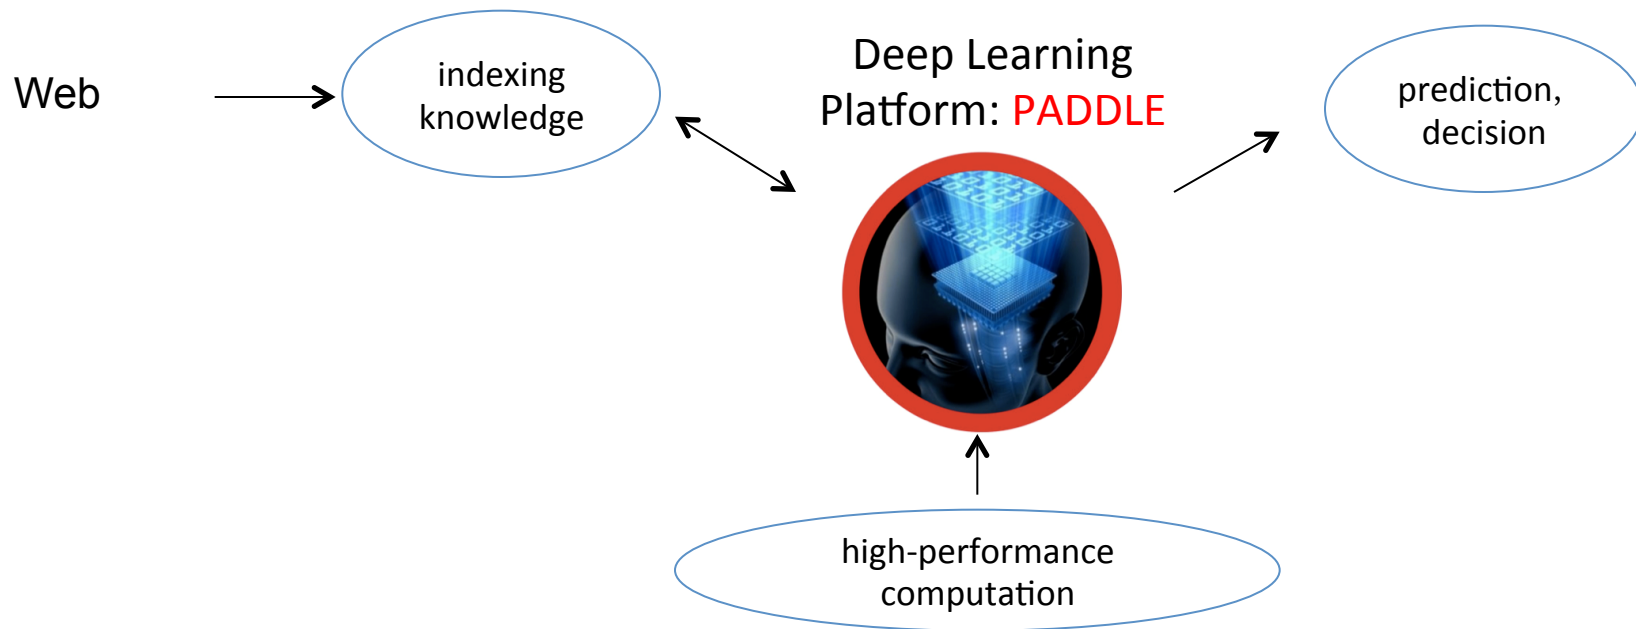 Web
indexing
knowledge
Deep Learning
Platform: PADDLE
prediction,
decision
high-performance
computation